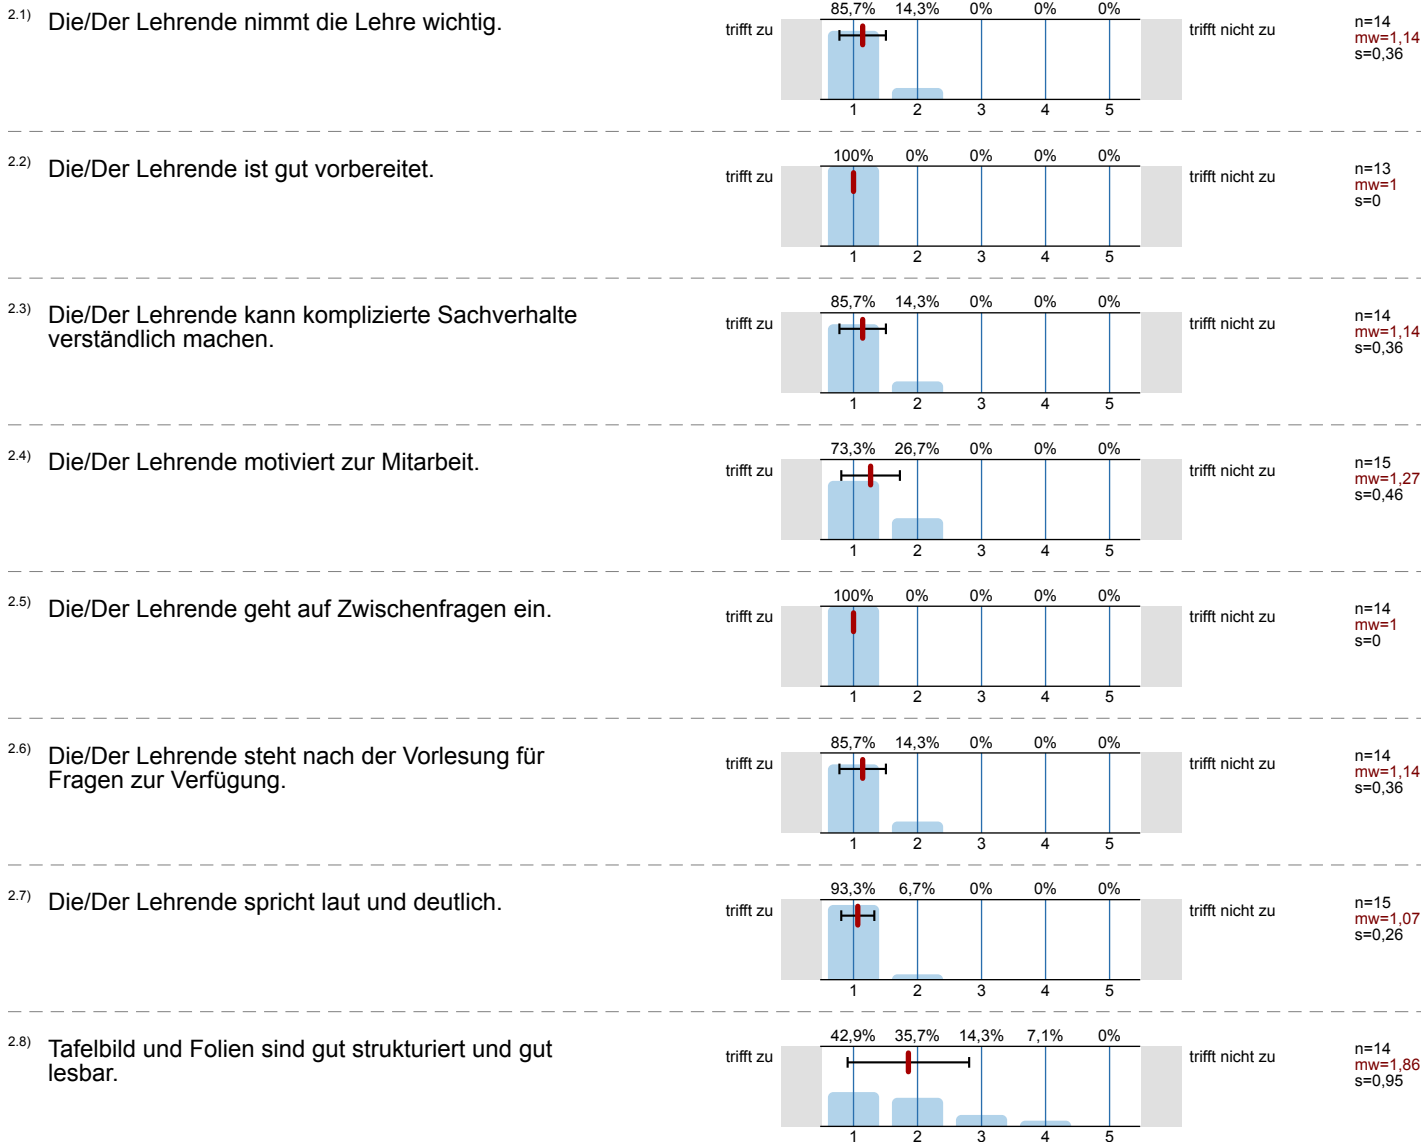 2.1) Die/Der Lehrende nimmt die Lehre wichtig.
85,7% 14,3% 0% 0% 0%
trifft zu
trifft nicht zu
n=14
mw=1,14
s=0,36
1 2 3 4 5
2.2) Die/Der Lehrende ist gut vorbereitet.
100% 0% 0% 0% 0%
trifft zu
trifft nicht zu
n=13
mw=1
s=0
1 2 3 4 5
2.3) Die/Der Lehrende kann komplizierte Sachverhalte
verständlich machen.
85,7% 14,3% 0% 0% 0%
trifft zu
trifft nicht zu
n=14
mw=1,14
s=0,36
1 2 3 4 5
2.4) Die/Der Lehrende motiviert zur Mitarbeit.
73,3% 26,7% 0% 0% 0%
trifft zu
trifft nicht zu
n=15
mw=1,27
s=0,46
1 2 3 4 5
2.5) Die/Der Lehrende geht auf Zwischenfragen ein.
100% 0% 0% 0% 0%
trifft zu
trifft nicht zu
n=14
mw=1
s=0
1 2 3 4 5
2.6) Die/Der Lehrende steht nach der Vorlesung für
Fragen zur Verfügung.
85,7% 14,3% 0% 0% 0%
trifft zu
trifft nicht zu
n=14
mw=1,14
s=0,36
1 2 3 4 5
2.7) Die/Der Lehrende spricht laut und deutlich.
93,3% 6,7% 0% 0% 0%
trifft zu
trifft nicht zu
n=15
mw=1,07
s=0,26
1 2 3 4 5
2.8) Tafelbild und Folien sind gut strukturiert und gut
lesbar.
42,9% 35,7% 14,3% 7,1% 0%
trifft zu
trifft nicht zu
n=14
mw=1,86
s=0,95
1 2 3 4 5